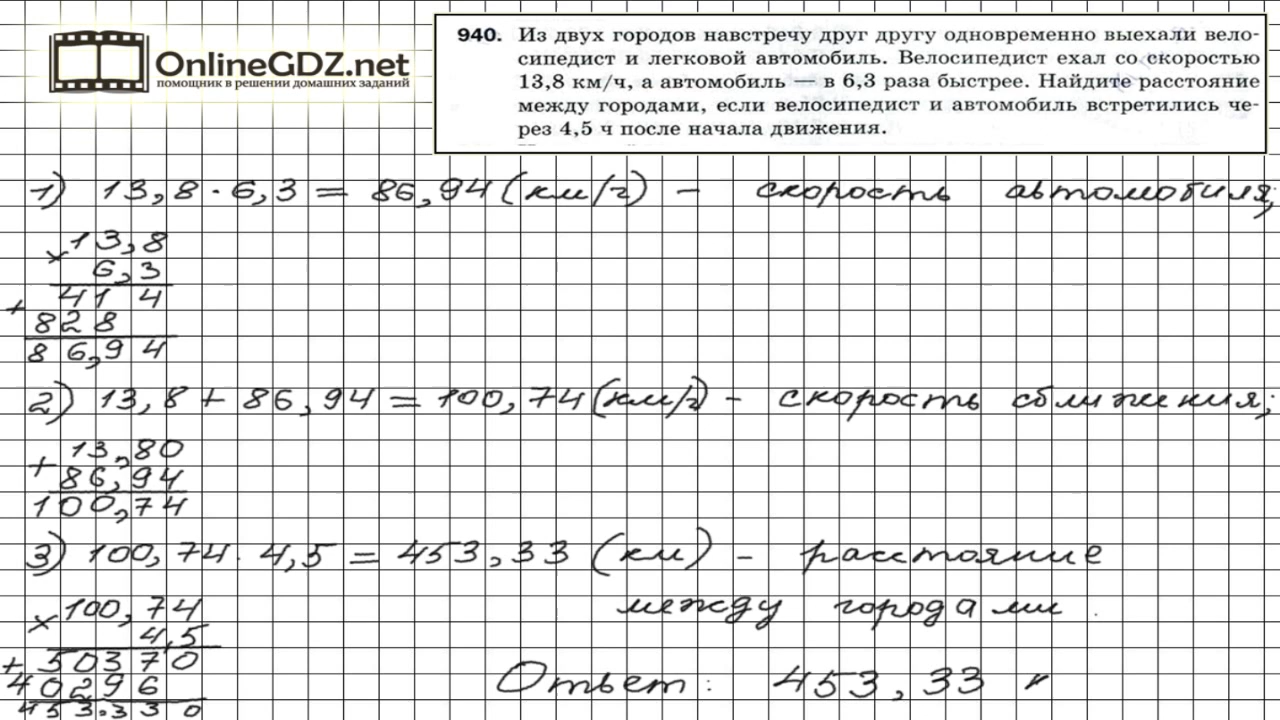 OnlineGDZ.net
помощник в решении домашних заданий
940. Из двух городов навстречу друг другу одновременно выехали вело-
сипедист и легковой автомобиль. Велосипедист ехал со скоростью
13,8 км/ч, а автомобиль — в 6,3 раза быстрее. Найдите расстояние
между городами, если велосипедист и автомобиль встретились че-
рез 4,5 ч после начала движения.
1) 13,8 · 6,3 = 86,94 (км/ч) - скорость автомобиля;
× 13,8
6,3
41 4
+ 828
86,94
2) 13,8 + 86,94 = 100,74 (км/ч) - скорость сближения;
+ 13,80
86,94
100,74
3) 100,74 · 4,5 = 453,33 (км) - расстояние
между городами.
× 100,74
4,5
+ 50370
40296
453.330
Ответ: 453,33